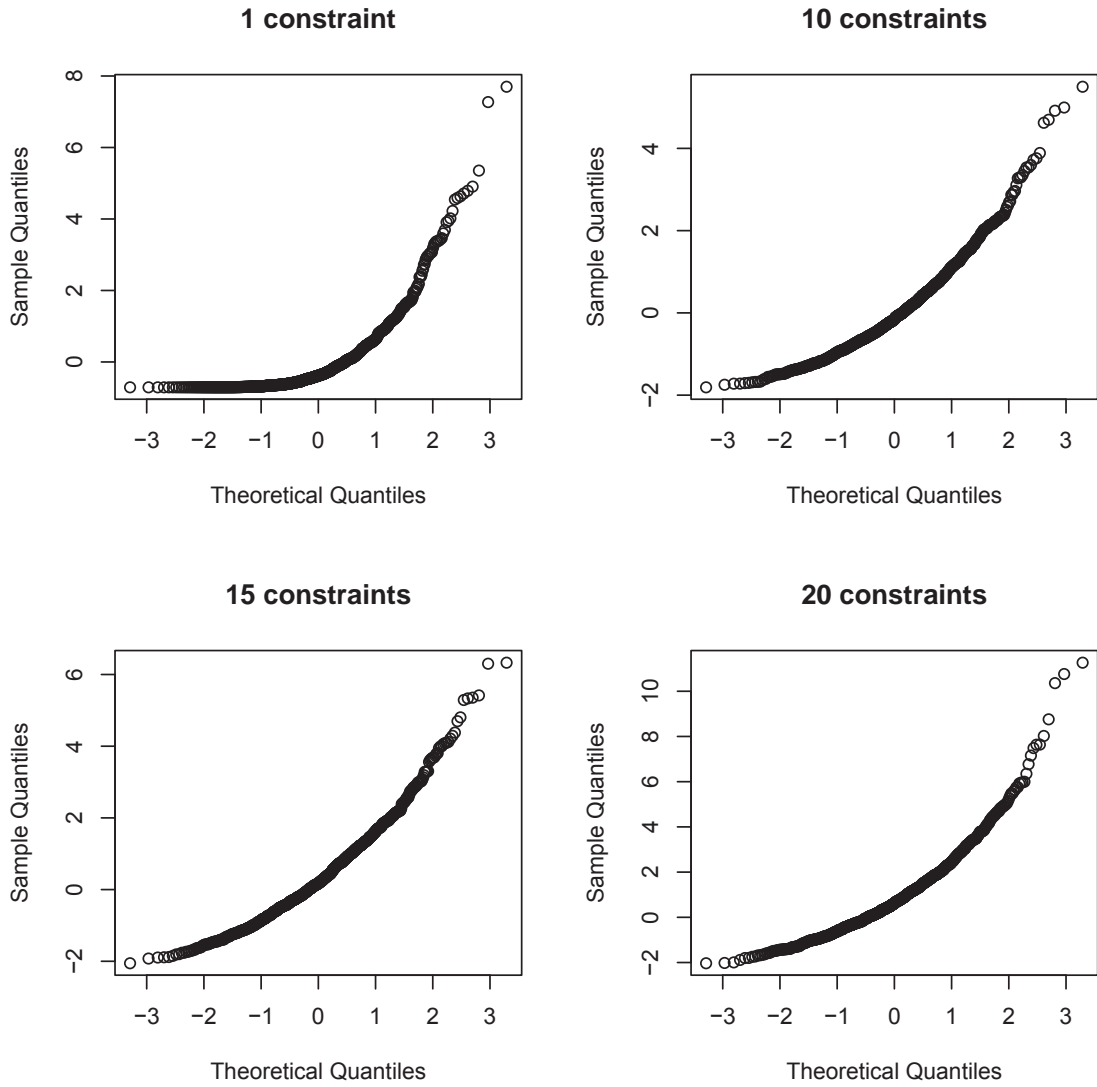 1 constraint
Sample Quantiles
8
6
4
2
0
−3 −2 −1 0 1 2 3
Theoretical Quantiles
10 constraints
Sample Quantiles
4
2
0
−2
−3 −2 −1 0 1 2 3
Theoretical Quantiles
15 constraints
Sample Quantiles
6
4
2
0
−2
−3 −2 −1 0 1 2 3
Theoretical Quantiles
20 constraints
Sample Quantiles
10
8
6
4
2
0
−2
−3 −2 −1 0 1 2 3
Theoretical Quantiles